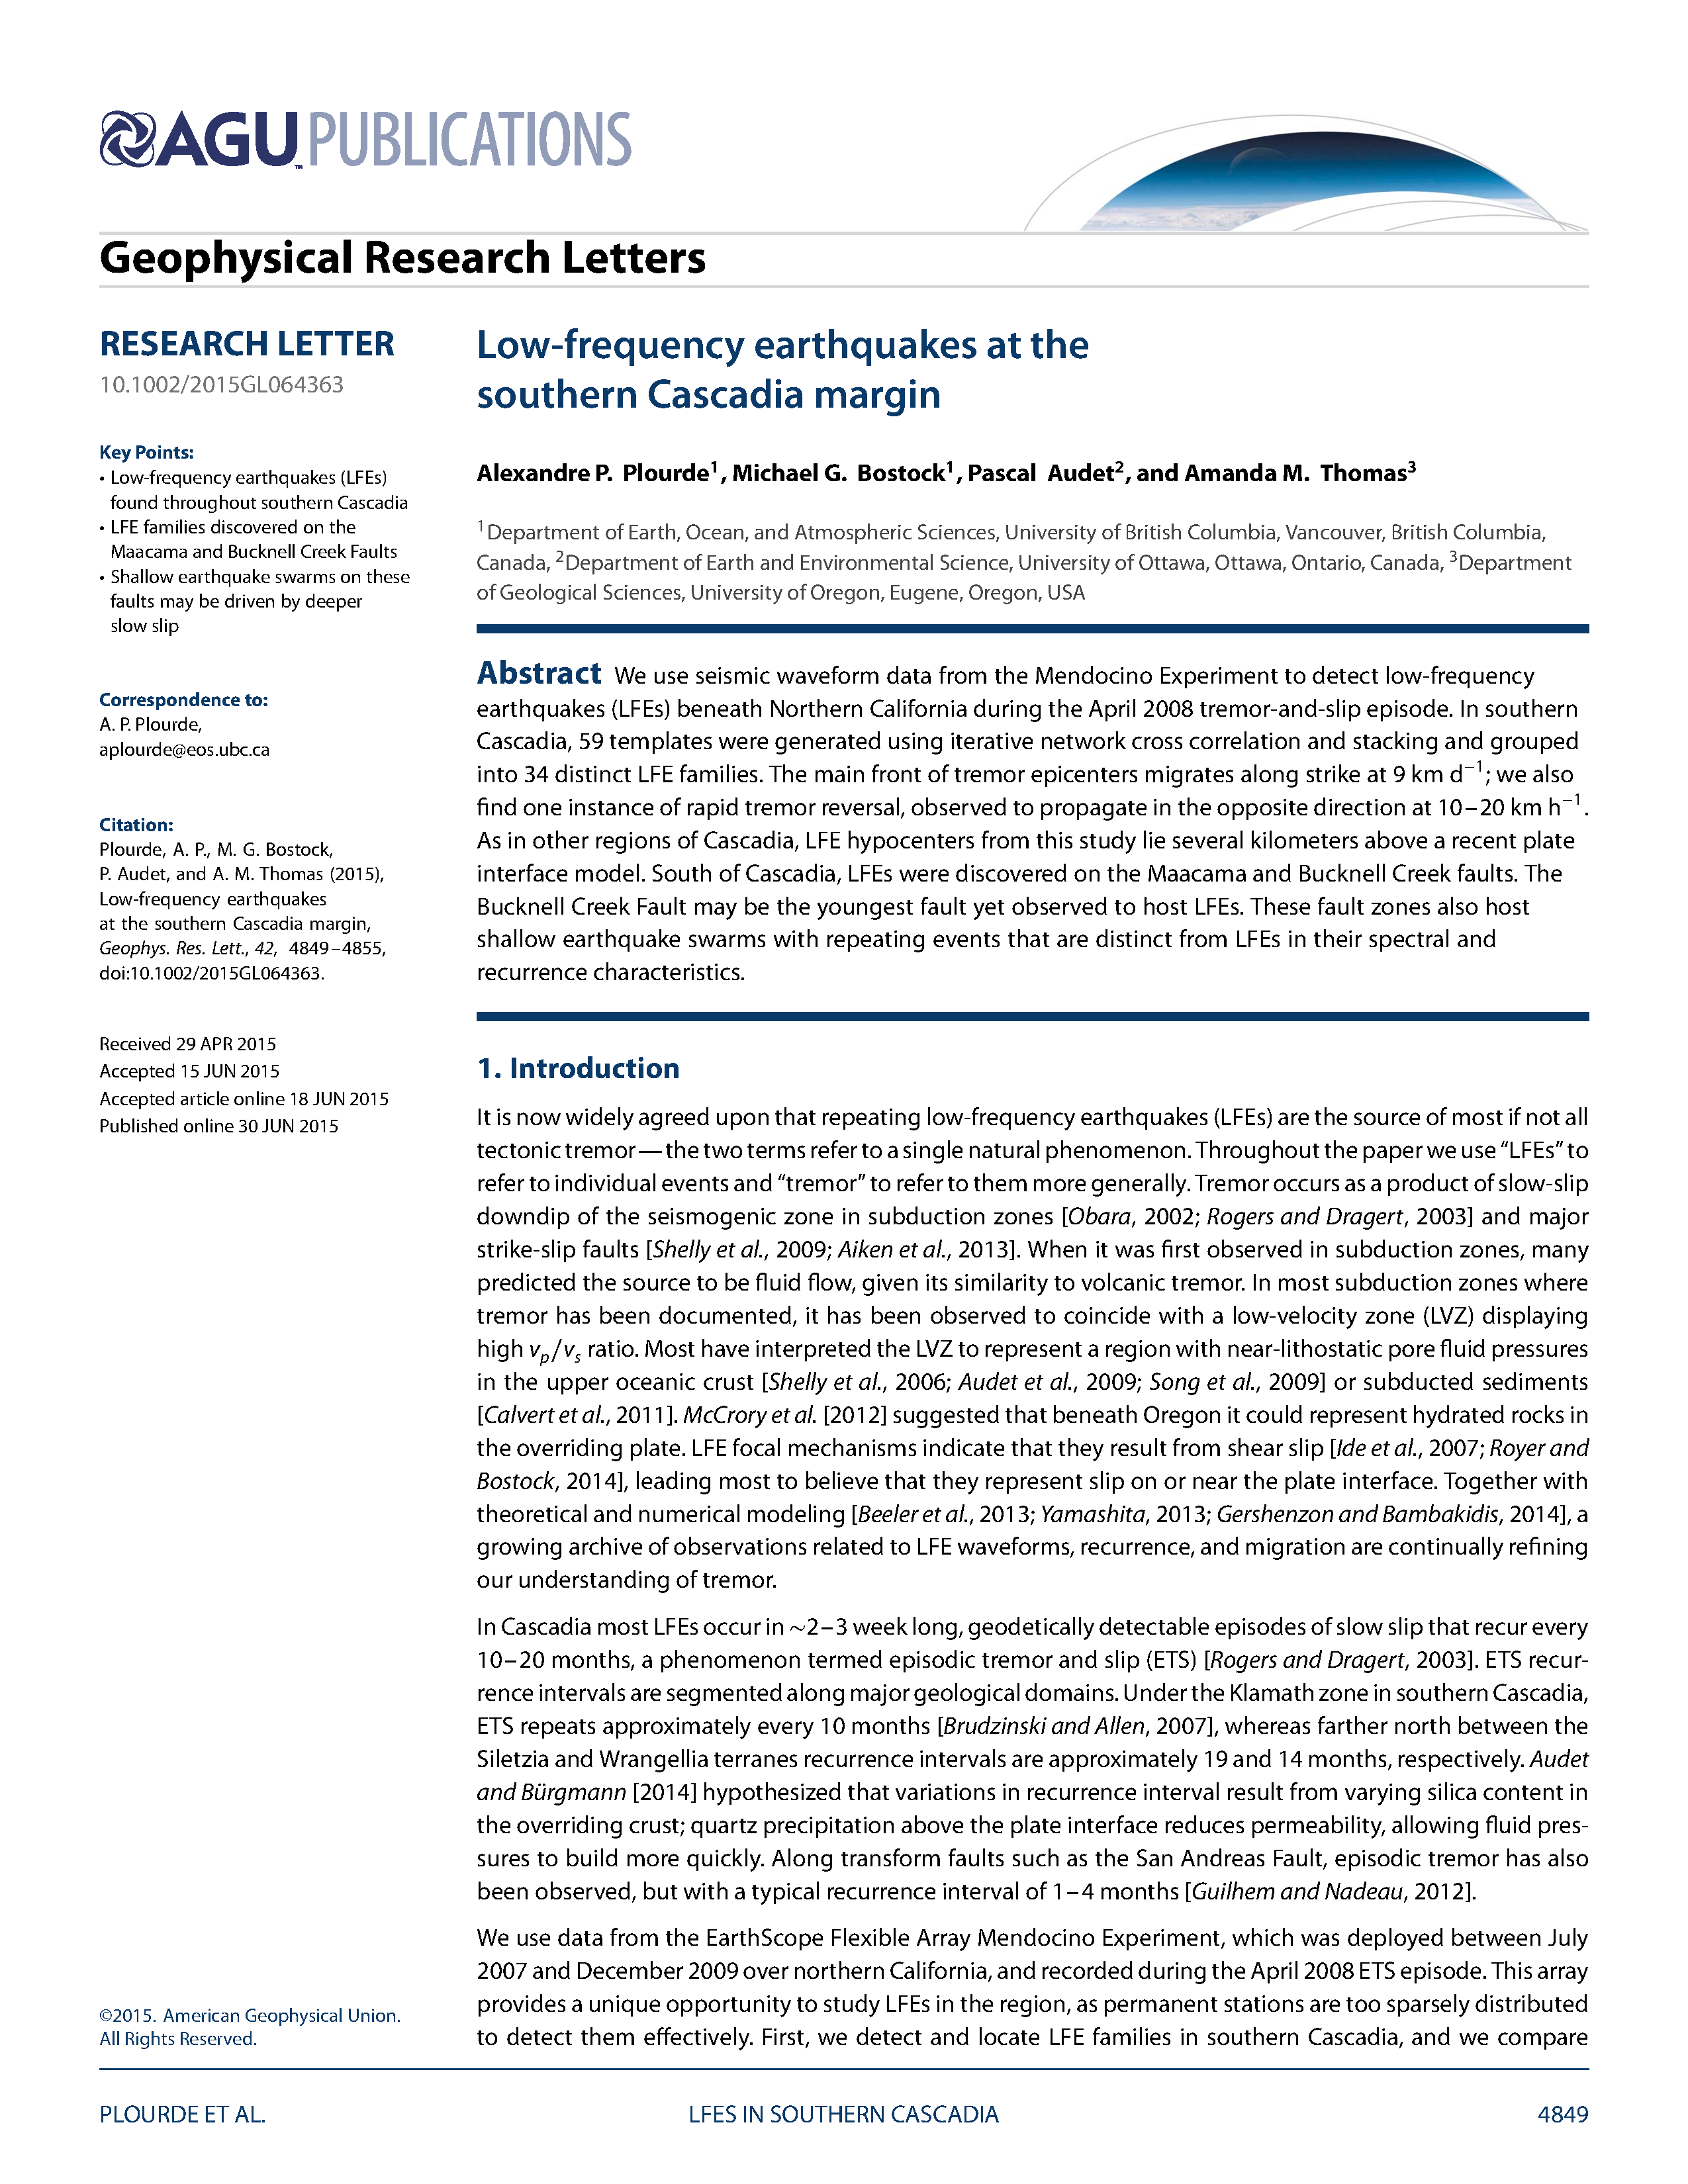 AGU PUBLICATIONS
Geophysical Research Letters
RESEARCH LETTER
10.1002/2015GL064363
Key Points:
• Low-frequency earthquakes (LFEs)
found throughout southern Cascadia
• LFE families discovered on the
Maacama and Bucknell Creek Faults
• Shallow earthquake swarms on these
faults may be driven by deeper
slow slip
Correspondence to:
A. P. Plourde,
aplourde@eos.ubc.ca
Citation:
Plourde, A. P., M. G. Bostock,
P. Audet, and A. M. Thomas (2015),
Low-frequency earthquakes
at the southern Cascadia margin,
Geophys. Res. Lett., 42, 4849–4855,
doi:10.1002/2015GL064363.
Received 29 APR 2015
Accepted 15 JUN 2015
Accepted article online 18 JUN 2015
Published online 30 JUN 2015
©2015. American Geophysical Union.
All Rights Reserved.
Low-frequency earthquakes at the
southern Cascadia margin
Alexandre P. Plourde1, Michael G. Bostock1, Pascal Audet2, and Amanda M. Thomas3
1Department of Earth, Ocean, and Atmospheric Sciences, University of British Columbia, Vancouver, British Columbia,
Canada, 2Department of Earth and Environmental Science, University of Ottawa, Ottawa, Ontario, Canada, 3Department
of Geological Sciences, University of Oregon, Eugene, Oregon, USA
Abstract We use seismic waveform data from the Mendocino Experiment to detect low-frequency
earthquakes (LFEs) beneath Northern California during the April 2008 tremor-and-slip episode. In southern
Cascadia, 59 templates were generated using iterative network cross correlation and stacking and grouped
into 34 distinct LFE families. The main front of tremor epicenters migrates along strike at 9 km d−1; we also
find one instance of rapid tremor reversal, observed to propagate in the opposite direction at 10–20 km h−1.
As in other regions of Cascadia, LFE hypocenters from this study lie several kilometers above a recent plate
interface model. South of Cascadia, LFEs were discovered on the Maacama and Bucknell Creek faults. The
Bucknell Creek Fault may be the youngest fault yet observed to host LFEs. These fault zones also host
shallow earthquake swarms with repeating events that are distinct from LFEs in their spectral and
recurrence characteristics.
1. Introduction
It is now widely agreed upon that repeating low-frequency earthquakes (LFEs) are the source of most if not all
tectonic tremor—the two terms refer to a single natural phenomenon. Throughout the paper we use “LFEs” to
refer to individual events and “tremor” to refer to them more generally. Tremor occurs as a product of slow-slip
downdip of the seismogenic zone in subduction zones [Obara, 2002; Rogers and Dragert, 2003] and major
strike-slip faults [Shelly et al., 2009; Aiken et al., 2013]. When it was first observed in subduction zones, many
predicted the source to be fluid flow, given its similarity to volcanic tremor. In most subduction zones where
tremor has been documented, it has been observed to coincide with a low-velocity zone (LVZ) displaying
high vp/vs ratio. Most have interpreted the LVZ to represent a region with near-lithostatic pore fluid pressures
in the upper oceanic crust [Shelly et al., 2006; Audet et al., 2009; Song et al., 2009] or subducted sediments
[Calvert et al., 2011]. McCrory et al. [2012] suggested that beneath Oregon it could represent hydrated rocks in
the overriding plate. LFE focal mechanisms indicate that they result from shear slip [Ide et al., 2007; Royer and
Bostock, 2014], leading most to believe that they represent slip on or near the plate interface. Together with
theoretical and numerical modeling [Beeler et al., 2013; Yamashita, 2013; Gershenzon and Bambakidis, 2014], a
growing archive of observations related to LFE waveforms, recurrence, and migration are continually refining
our understanding of tremor.
In Cascadia most LFEs occur in ∼2–3 week long, geodetically detectable episodes of slow slip that recur every
10–20 months, a phenomenon termed episodic tremor and slip (ETS) [Rogers and Dragert, 2003]. ETS recur-
rence intervals are segmented along major geological domains. Under the Klamath zone in southern Cascadia,
ETS repeats approximately every 10 months [Brudzinski and Allen, 2007], whereas farther north between the
Siletzia and Wrangellia terranes recurrence intervals are approximately 19 and 14 months, respectively. Audet
and Bürgmann [2014] hypothesized that variations in recurrence interval result from varying silica content in
the overriding crust; quartz precipitation above the plate interface reduces permeability, allowing fluid pres-
sures to build more quickly. Along transform faults such as the San Andreas Fault, episodic tremor has also
been observed, but with a typical recurrence interval of 1–4 months [Guilhem and Nadeau, 2012].
We use data from the EarthScope Flexible Array Mendocino Experiment, which was deployed between July
2007 and December 2009 over northern California, and recorded during the April 2008 ETS episode. This array
provides a unique opportunity to study LFEs in the region, as permanent stations are too sparsely distributed
to detect them effectively. First, we detect and locate LFE families in southern Cascadia, and we compare
PLOURDE ET AL.
LFES IN SOUTHERN CASCADIA
4849